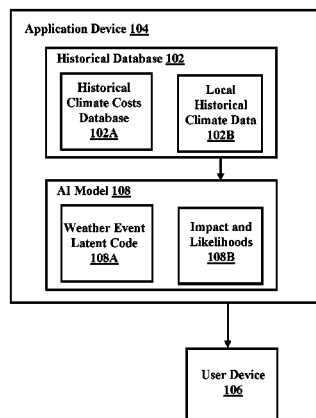 Application Device 104
Historical Database 102
Historical
Climate Costs
Database
102A
Local
Historical
Climate Data
102B
AI Model 108
Weather Event
Latent Code
108A
Impact and
Likelihoods
108B
User Device
106